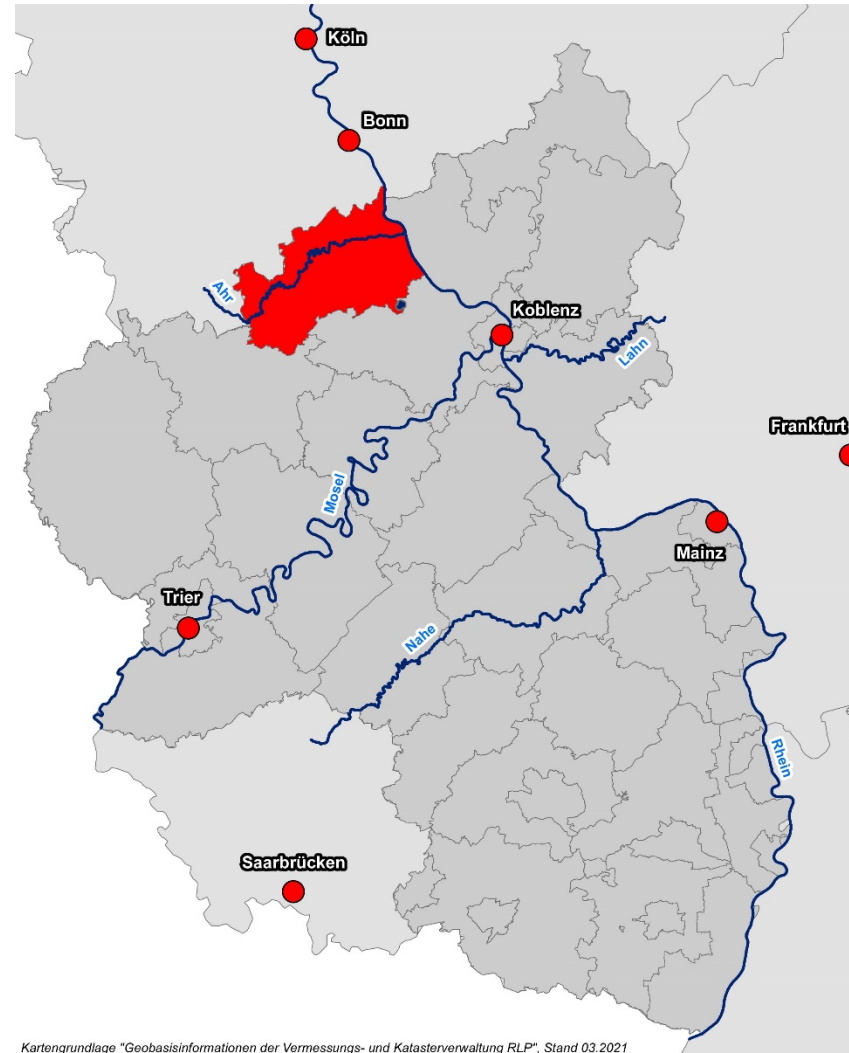 Köln
Bonn
Ahr
Koblenz
Lahn
Frankfurt
Mosel
Mainz
Trier
Nahe
Rhein
Saarbrücken
Kartengrundlage "Geobasisinformationen der Vermessungs- und Katasterverwaltung RLP", Stand 03.2021